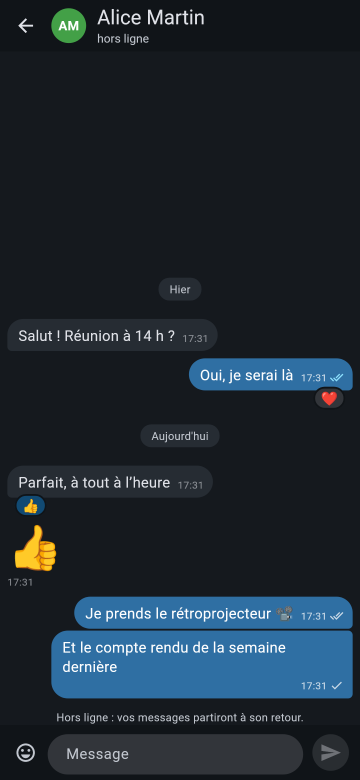 AM
Alice Martin
hors ligne
Hier
Salut ! Réunion à 14 h ? 17:31
Oui, je serai là 17:31
❤️
Aujourd'hui
Parfait, à tout à l’heure 17:31
👍
👍
17:31
Je prends le rétroprojecteur 📽️ 17:31
Et le compte rendu de la semaine
dernière
17:31
Hors ligne : vos messages partiront à son retour.
Message